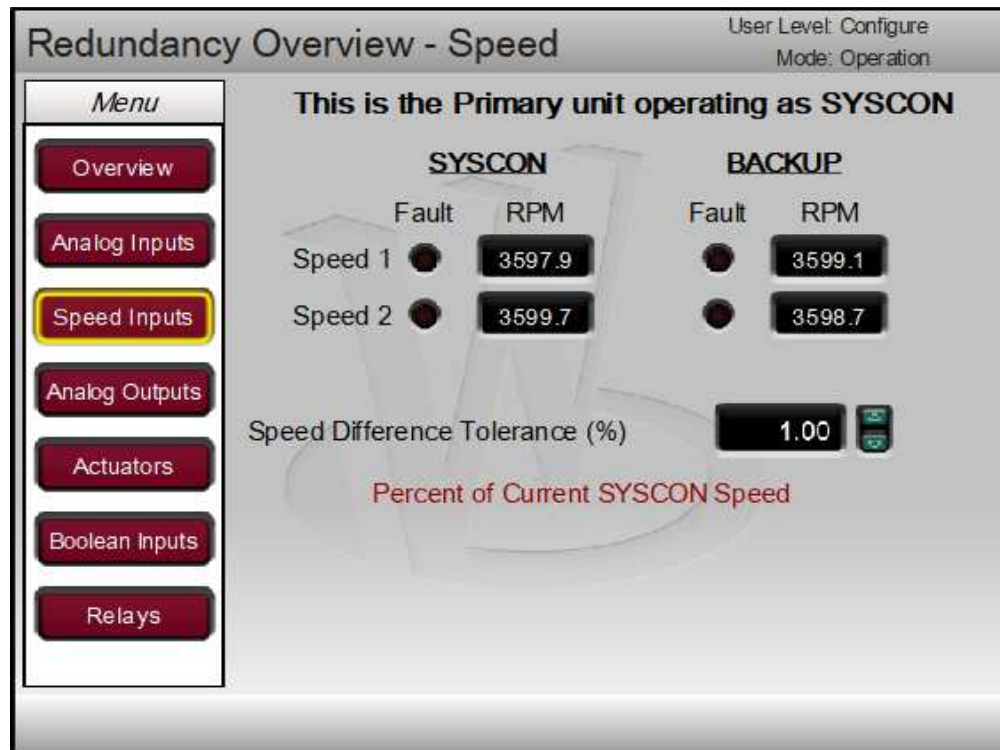 Redundancy Overview - Speed
User Level: Configure
Mode: Operation
Menu
Overview
Analog Inputs
Speed Inputs
Analog Outputs
Actuators
Boolean Inputs
Relays
This is the Primary unit operating as SYSCON
SYSCON BACKUP
Fault RPM Fault RPM
Speed 1 3597.9 3599.1
Speed 2 3599.7 3598.7
Speed Difference Tolerance (%) 1.00
Percent of Current SYSCON Speed